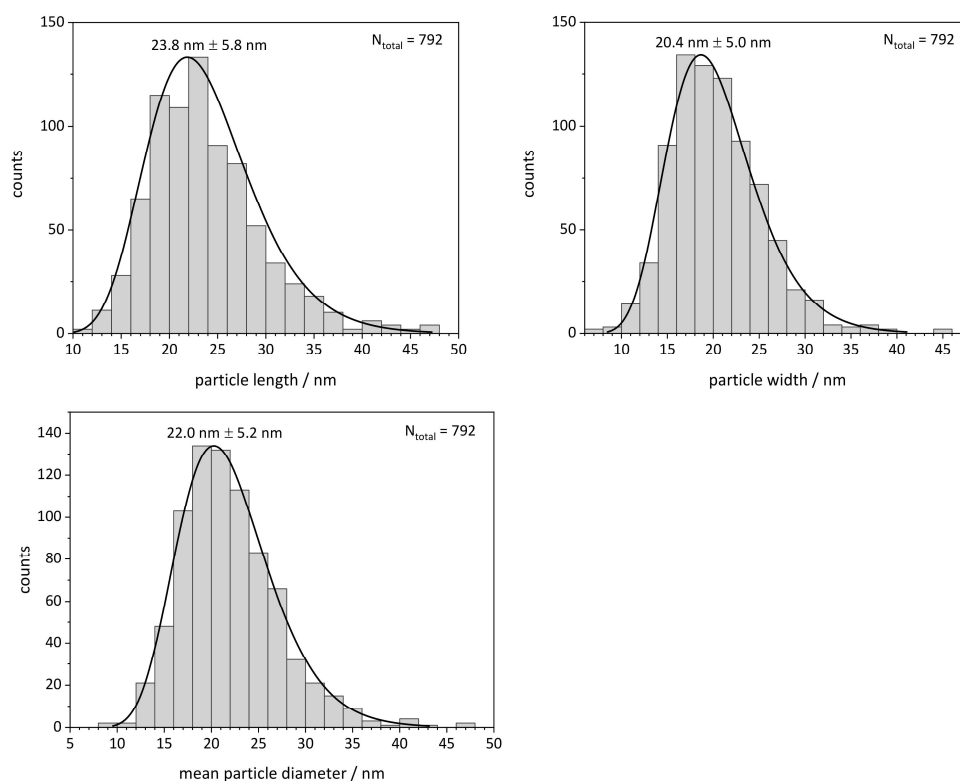 150
100
50
0
counts
23.8 nm ± 5.8 nm
N_total = 792
10 15 20 25 30 35 40 45 50
particle length / nm
150
100
50
0
counts
20.4 nm ± 5.0 nm
N_total = 792
10 15 20 25 30 35 40 45
particle width / nm
140
120
100
80
60
40
20
0
counts
22.0 nm ± 5.2 nm
N_total = 792
5 10 15 20 25 30 35 40 45 50
mean particle diameter / nm